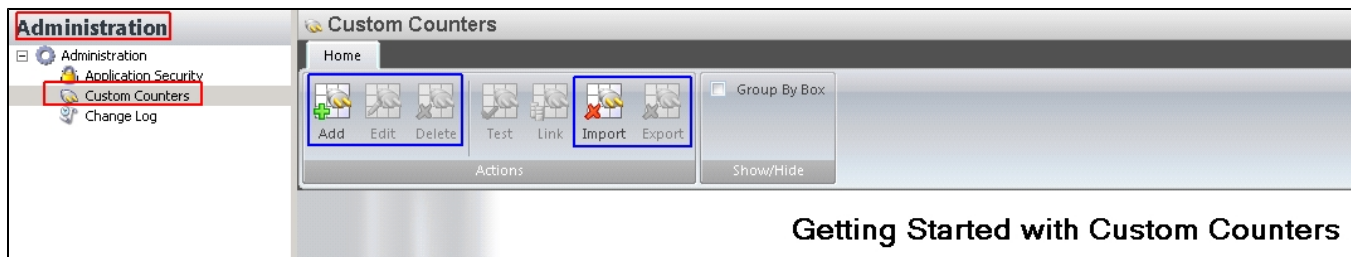 Administration
Administration
Application Security
Custom Counters
Change Log
Custom Counters
Home
Add Edit Delete Test Link Import Export
Actions
Group By Box
Show/Hide
Getting Started with Custom Counters